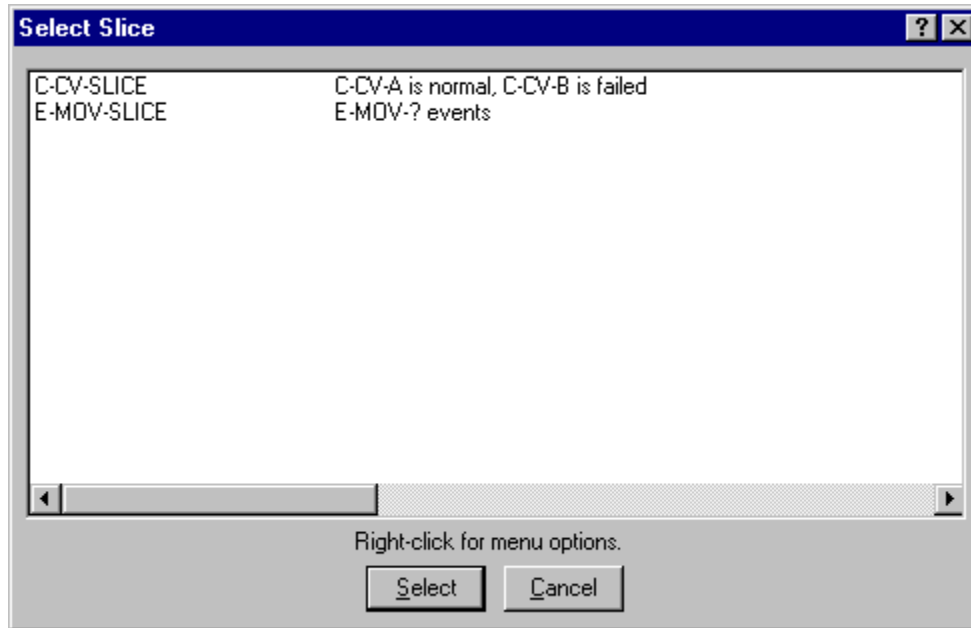 Select Slice
C-CV-SLICE C-CV-A is normal, C-CV-B is failed
E-MOV-SLICE E-MOV-? events
Right-click for menu options.
Select Cancel